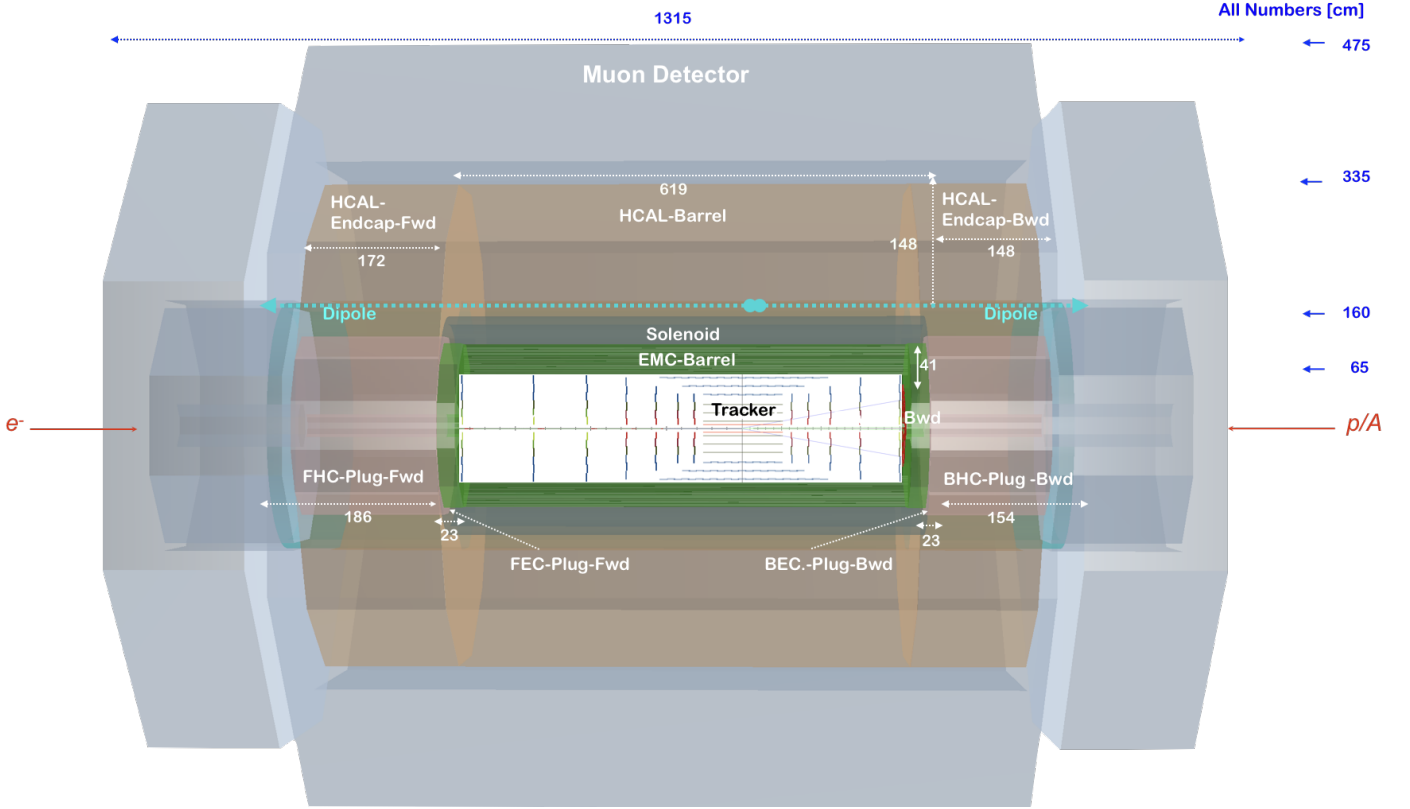 All Numbers [cm]
1315
475
Muon Detector
335
619
HCAL-
Endcap-Fwd
HCAL-Barrel
HCAL-
Endcap-Bwd
148
172
148
Dipole
Dipole
160
Solenoid
EMC-Barrel
41
65
Tracker
Bwd
e-
p/A
FHC-Plug-Fwd
BHC-Plug -Bwd
186
154
23
23
FEC-Plug-Fwd
BEC.-Plug-Bwd